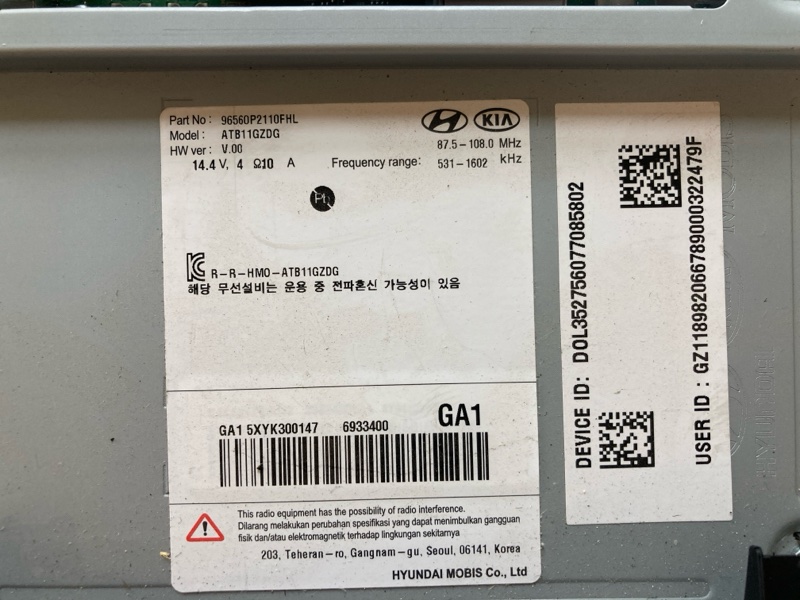 Part No : 96560P2110FHL
Model : ATB11GZDG
HW ver : V.00
14.4 V, 4 Ω10 A
KIA
87.5 - 108.0 MHz
Frequency range: 531 - 1602 kHz
Pb
R-R-HMO-ATB11GZDG
해당 무선설비는 운용 중 전파혼신 가능성이 있음
GA1 5XYK300147 6933400 GA1
This radio equipment has the possibility of radio interference.
Dilarang melakukan perubahan spesifikasi yang dapat menimbulkan gangguan
fisik dan/atau elektromagnetik terhadap lingkungan sekitarnya
203, Teheran-ro, Gangnam-gu, Seoul, 06141, Korea
HYUNDAI MOBIS Co., Ltd
DEVICE ID: D0L352756077085802
USER ID : GZ118982066789000322479F